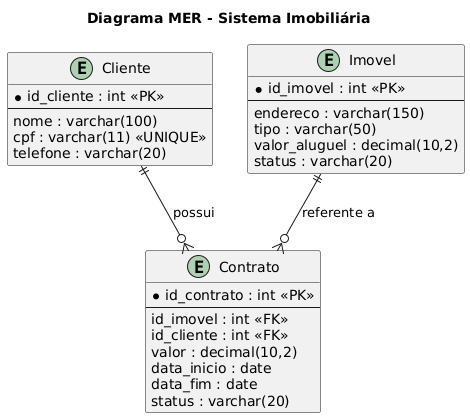 Diagrama MER - Sistema Imobiliária
E Cliente
id_cliente : int «PK»
nome : varchar(100)
cpf : varchar(11) «UNIQUE»
telefone : varchar(20)
E Imovel
id_imovel : int «PK»
endereco : varchar(150)
tipo : varchar(50)
valor_aluguel : decimal(10,2)
status : varchar(20)
possui
referente a
E Contrato
id_contrato : int «PK»
id_imovel : int «FK»
id_cliente : int «FK»
valor : decimal(10,2)
data_inicio : date
data_fim : date
status : varchar(20)